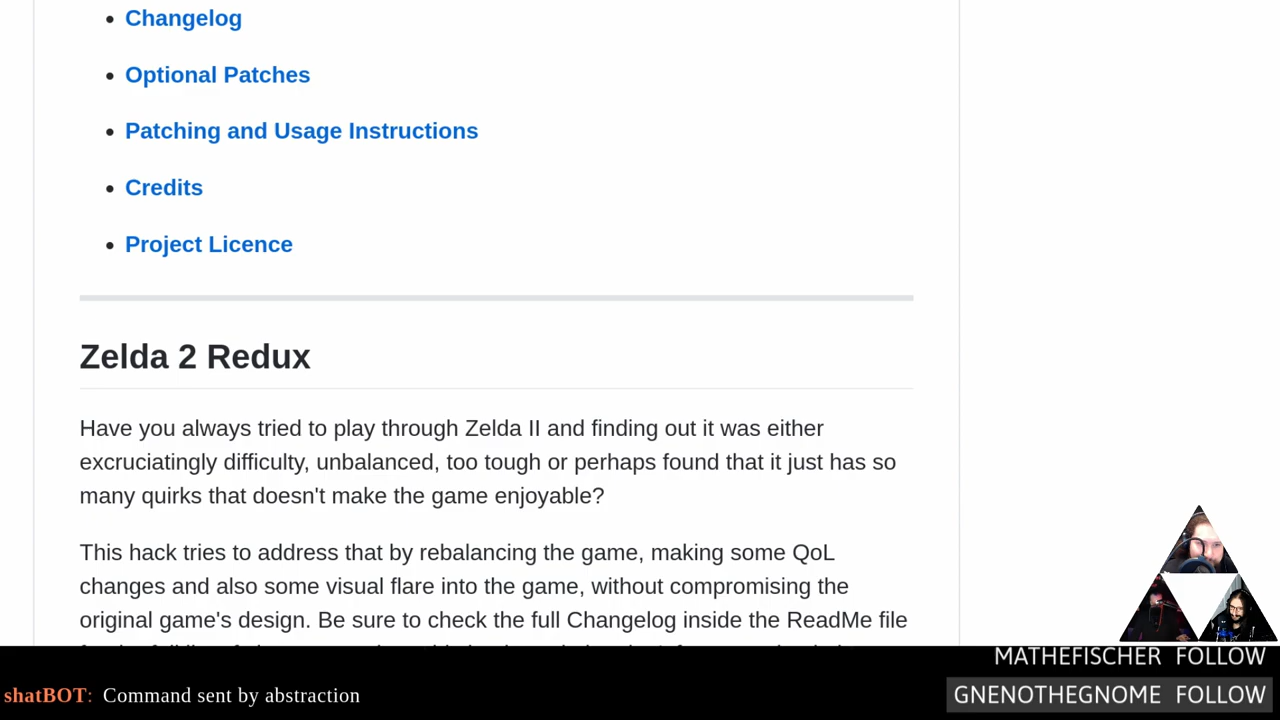 Changelog
Optional Patches
Patching and Usage Instructions
Credits
Project Licence
Zelda 2 Redux
Have you always tried to play through Zelda II and finding out it was either
excruciatingly difficulty, unbalanced, too tough or perhaps found that it just has so
many quirks that doesn't make the game enjoyable?
This hack tries to address that by rebalancing the game, making some QoL
changes and also some visual flare into the game, without compromising the
original game's design. Be sure to check the full Changelog inside the ReadMe file
MATHEFISCHER FOLLOW
shatBOT: Command sent by abstraction
GNENOTHEGNOME FOLLOW